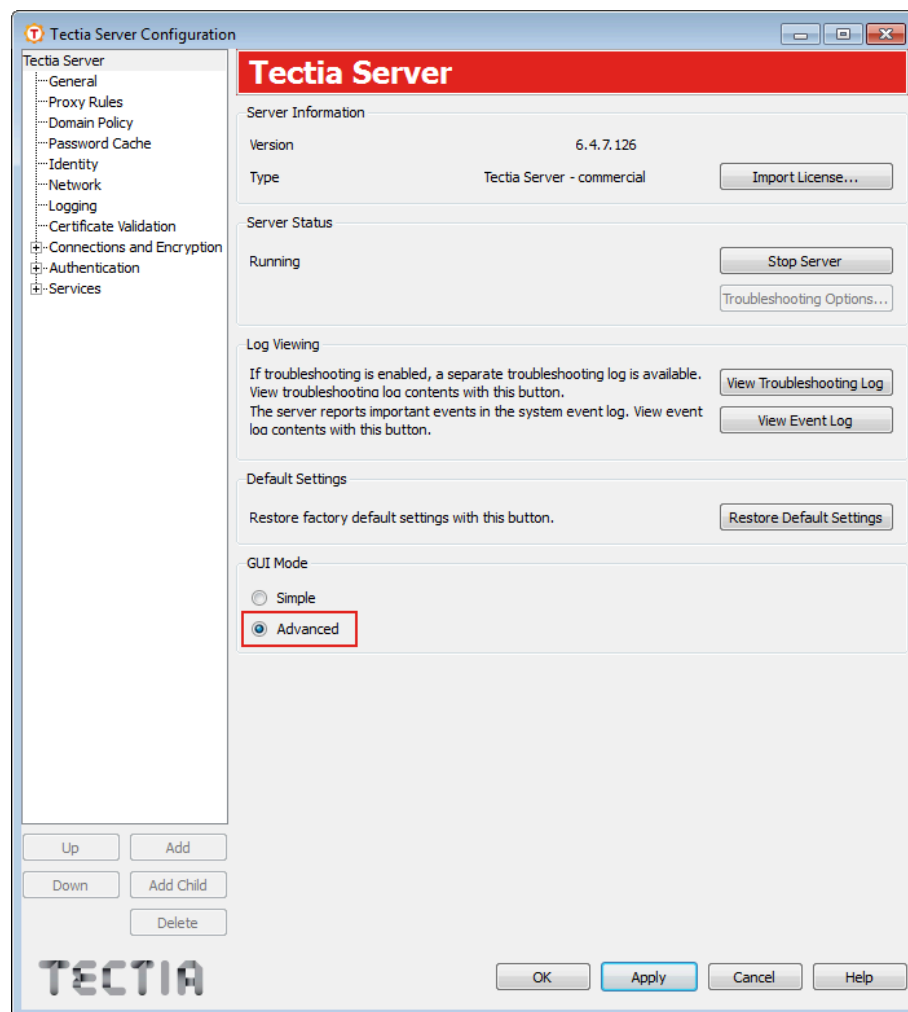 Tectia Server Configuration
Tectia Server
General
Proxy Rules
Domain Policy
Password Cache
Identity
Network
Logging
Certificate Validation
Connections and Encryption
Authentication
Services
Up
Add
Down
Add Child
Delete
TECTIA
Tectia Server
Server Information
Version
6.4.7.126
Type
Tectia Server - commercial
Import License...
Server Status
Running
Stop Server
Troubleshooting Options...
Log Viewing
If troubleshooting is enabled, a separate troubleshooting log is available.
View troubleshooting log contents with this button.
View Troubleshooting Log
The server reports important events in the system event log. View event
log contents with this button.
View Event Log
Default Settings
Restore factory default settings with this button.
Restore Default Settings
GUI Mode
Simple
Advanced
OK
Apply
Cancel
Help